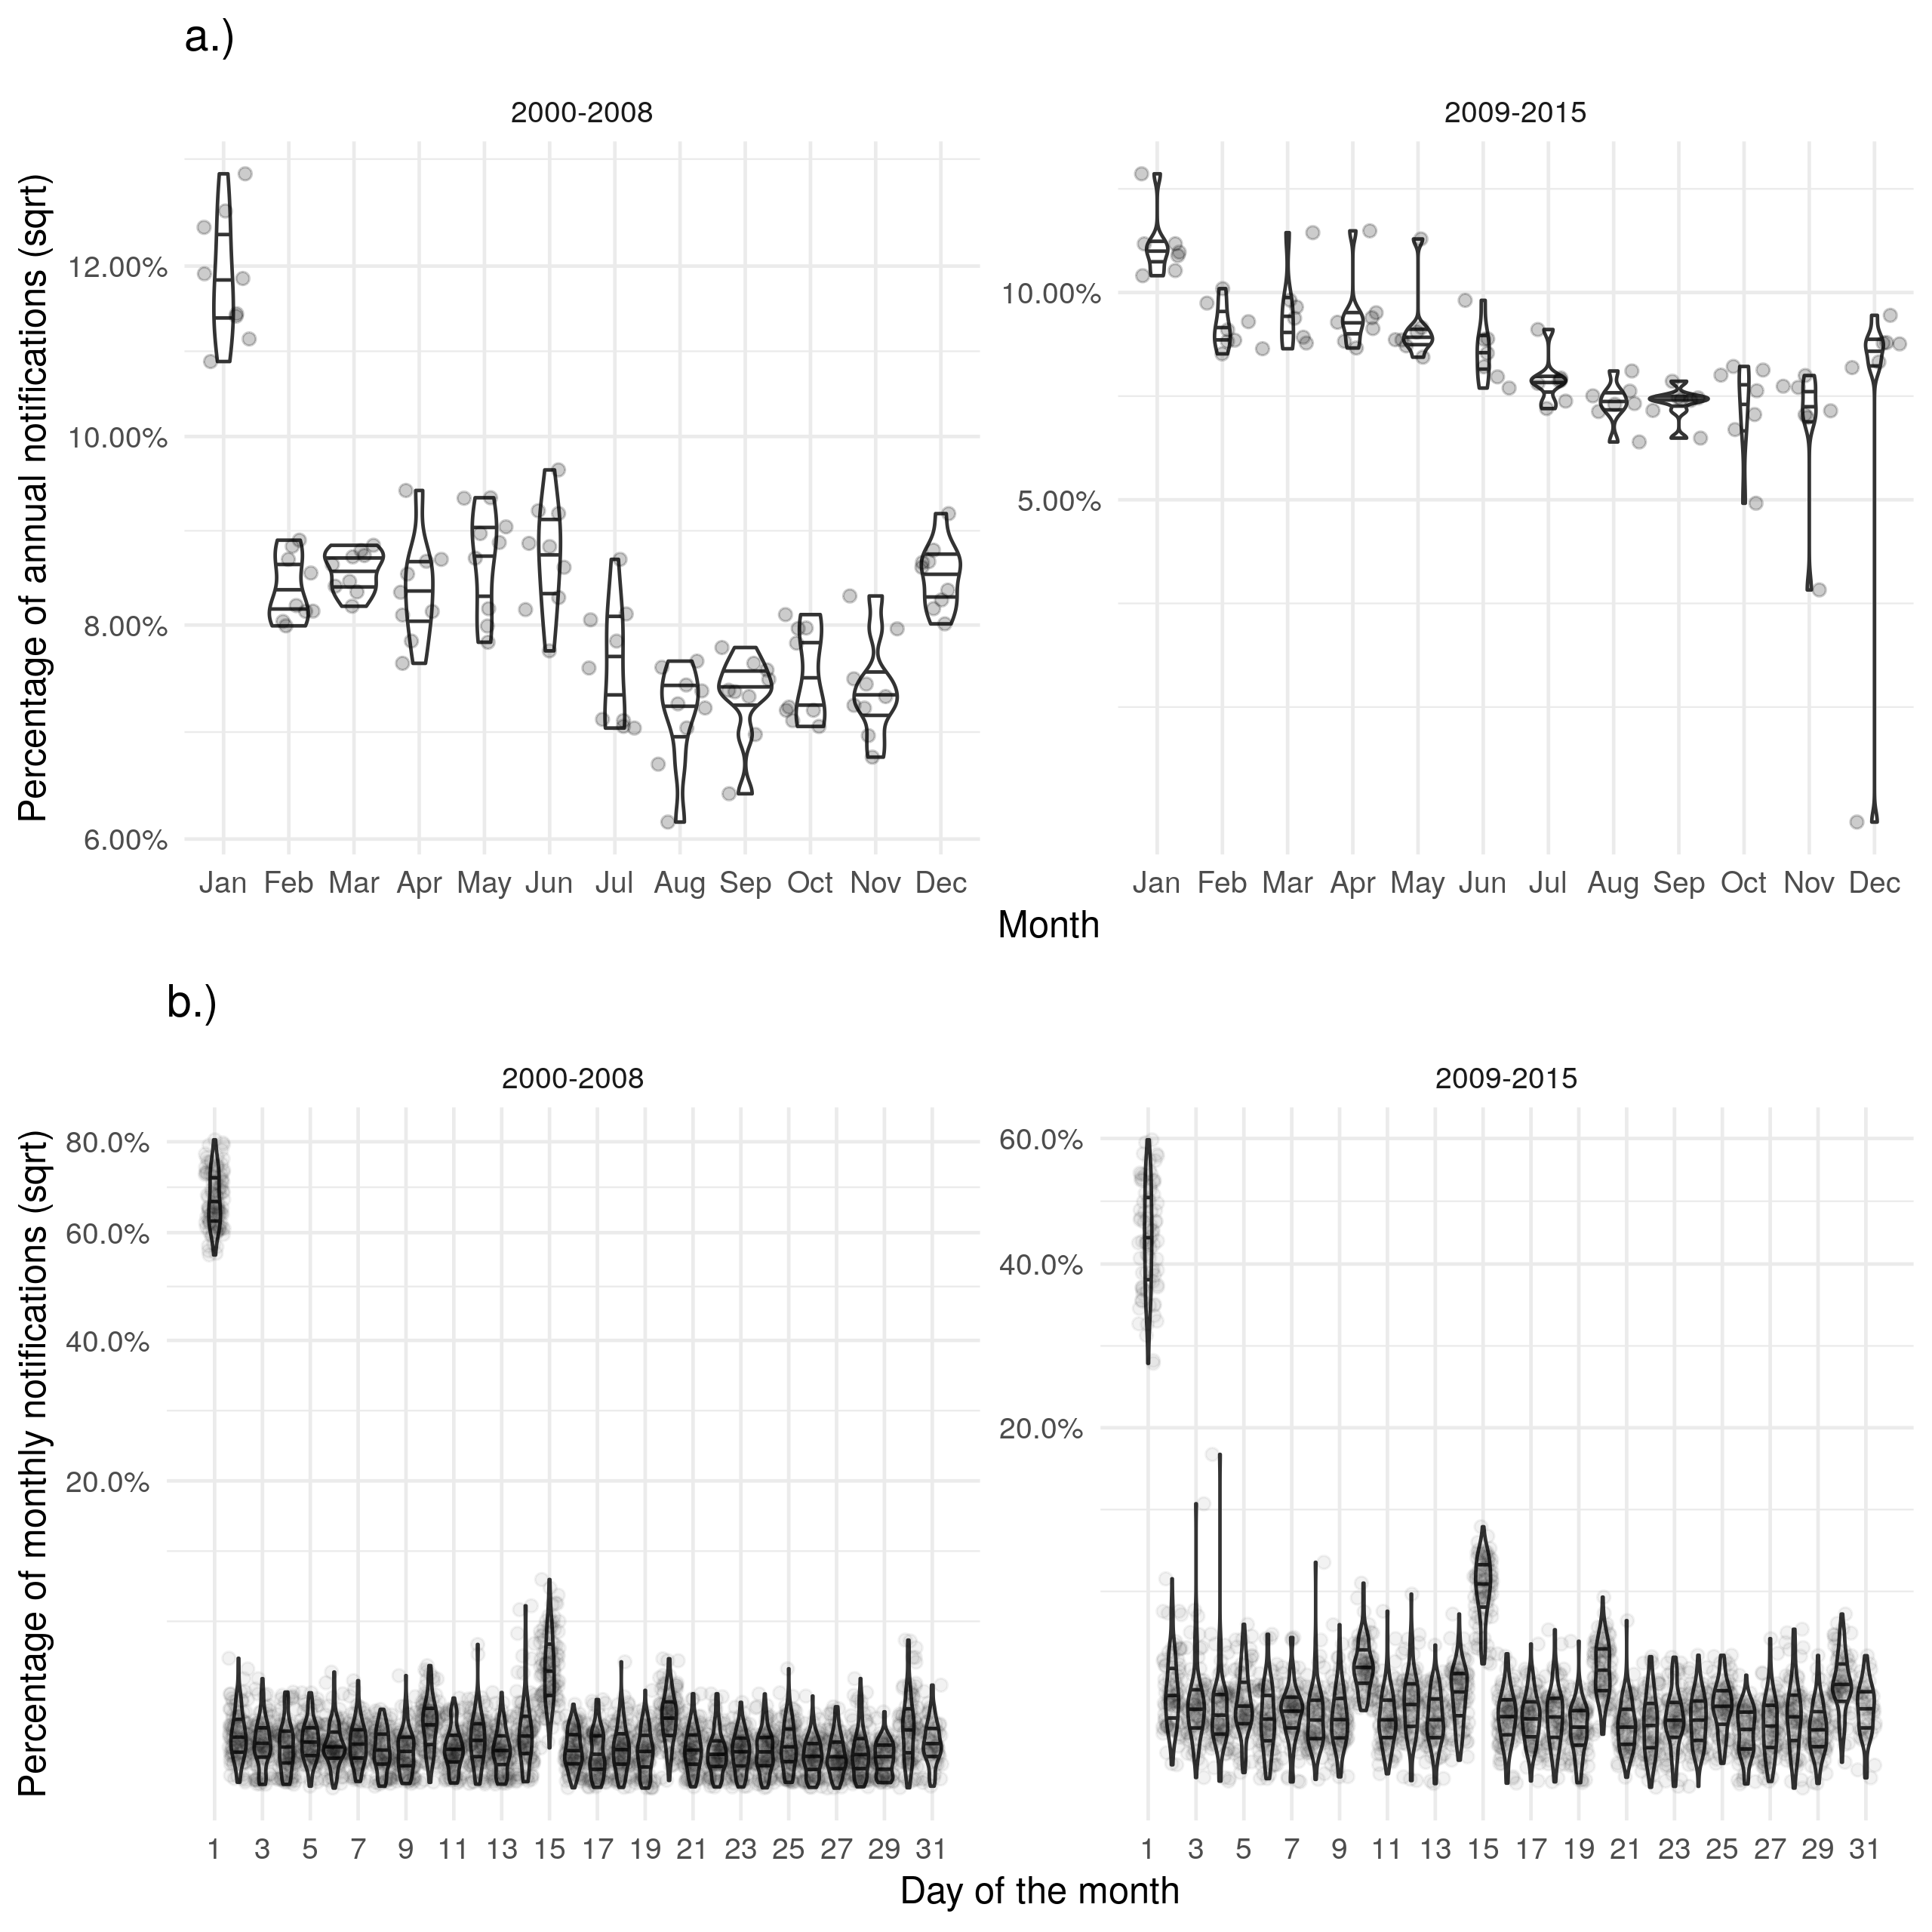 a.)
2000-2008
2009-2015
Percentage of annual notifications (sqrt)
12.00%
10.00%
8.00%
6.00%
10.00%
5.00%
Jan Feb Mar Apr May Jun Jul Aug Sep Oct Nov Dec
Jan Feb Mar Apr May Jun Jul Aug Sep Oct Nov Dec
Month
b.)
2000-2008
2009-2015
Percentage of monthly notifications (sqrt)
80.0%
60.0%
40.0%
20.0%
60.0%
40.0%
20.0%
1 3 5 7 9 11 13 15 17 19 21 23 25 27 29 31
1 3 5 7 9 11 13 15 17 19 21 23 25 27 29 31
Day of the month